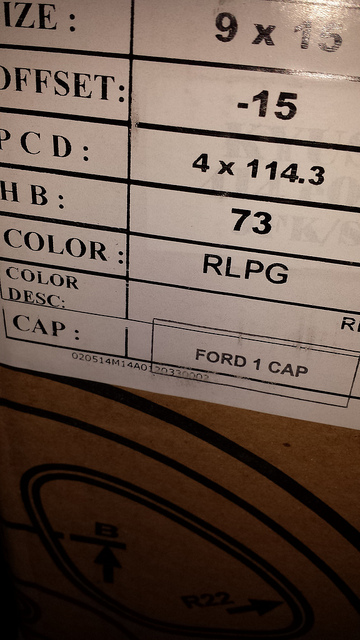 IZE : 9 x 15
OFFSET: -15
P C D : 4 x 114.3
H B : 73
COLOR : RLPG
COLOR
DESC:
CAP : FORD 1 CAP
B
R22